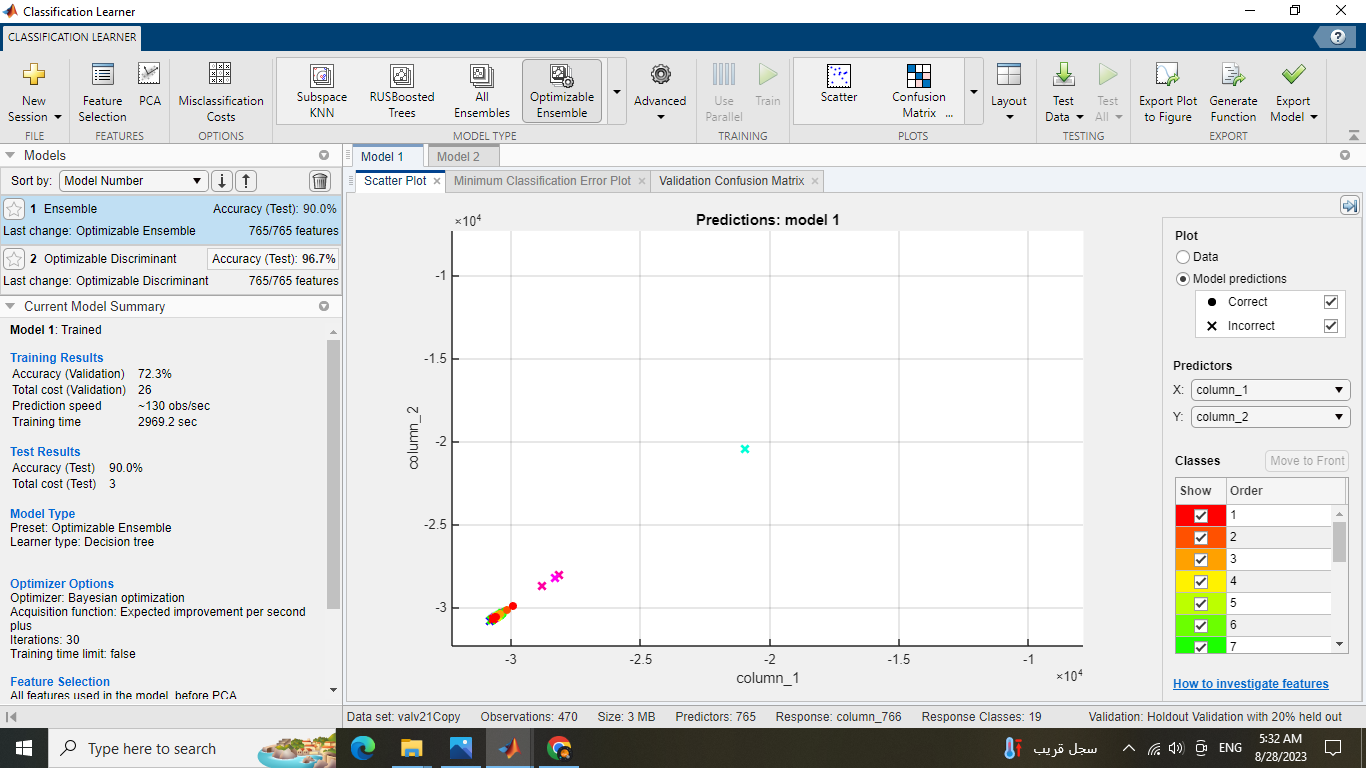 Classification Learner
CLASSIFICATION LEARNER
New Session
Feature Selection
PCA
Misclassification Costs
Subspace KNN
RUSBoosted Trees
All Ensembles
Optimizable Ensemble
Advanced
Use Parallel
Train
Scatter
Confusion Matrix ...
Layout
Test Data
Test All
Export Plot to Figure
Generate Function
Export Model
FILE FEATURES OPTIONS MODEL TYPE TRAINING PLOTS TESTING EXPORT
Models
Sort by: Model Number
1 Ensemble Accuracy (Test): 90.0%
Last change: Optimizable Ensemble 765/765 features
2 Optimizable Discriminant Accuracy (Test): 96.7%
Last change: Optimizable Discriminant 765/765 features
Current Model Summary
Model 1: Trained
Training Results
Accuracy (Validation) 72.3%
Total cost (Validation) 26
Prediction speed ~130 obs/sec
Training time 2969.2 sec
Test Results
Accuracy (Test) 90.0%
Total cost (Test) 3
Model Type
Preset: Optimizable Ensemble
Learner type: Decision tree
Optimizer Options
Optimizer: Bayesian optimization
Acquisition function: Expected improvement per second
plus
Iterations: 30
Training time limit: false
Feature Selection
All features used in the model, before PCA
Model 1 Model 2
Scatter Plot Minimum Classification Error Plot Validation Confusion Matrix
Predictions: model 1
×10⁴
-1
-1.5
-2
-2.5
-3
column_2
-3 -2.5 -2 -1.5 -1
×10⁴
column_1
Plot
Data
Model predictions
Correct
Incorrect
Predictors
X: column_1
Y: column_2
Classes Move to Front
Show Order
1
2
3
4
5
6
7
How to investigate features
Data set: valv21Copy Observations: 470 Size: 3 MB Predictors: 765 Response: column_766 Response Classes: 19 Validation: Holdout Validation with 20% held out
Type here to search
سجل قريب
ENG
5:32 AM
8/28/2023